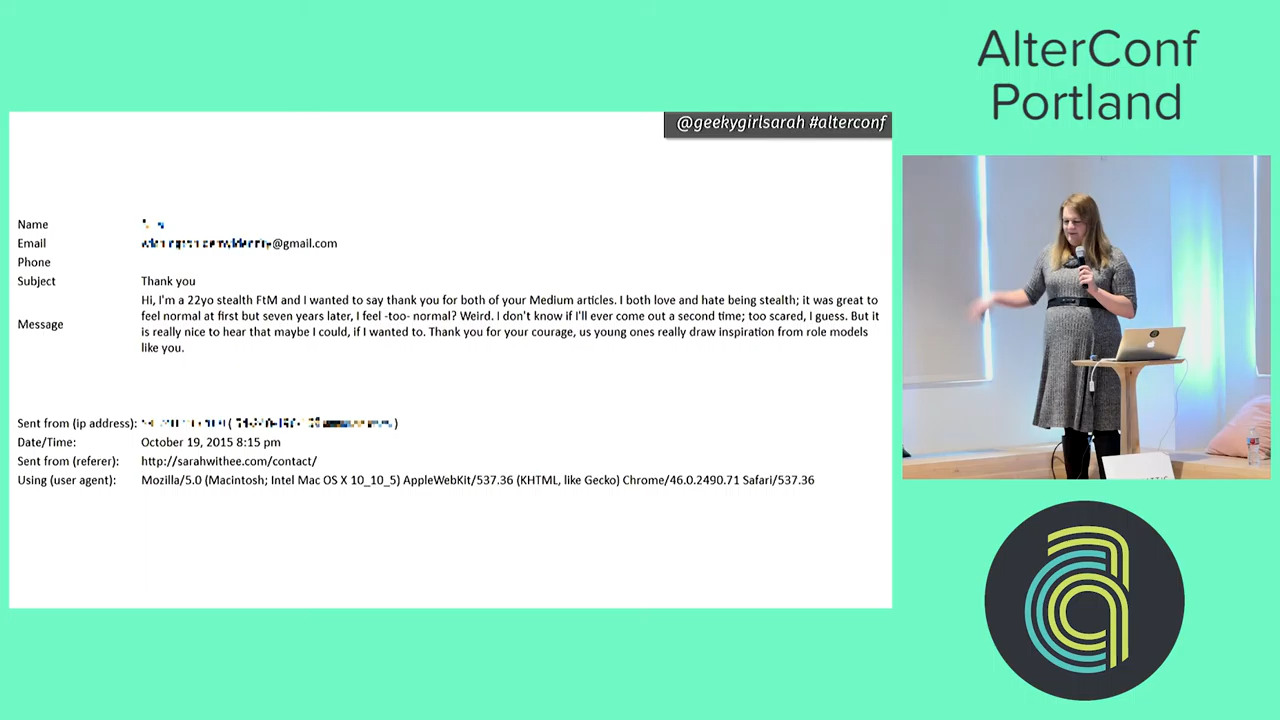 AlterConf
Portland
@geekygirlsarah #alterconf
Name
Email @gmail.com
Phone
Subject Thank you
Message
Hi, I'm a 22yo stealth FtM and I wanted to say thank you for both of your Medium articles. I both love and hate being stealth; it was great to
feel normal at first but seven years later, I feel -too- normal? Weird. I don't know if I'll ever come out a second time; too scared, I guess. But it
is really nice to hear that maybe I could, if I wanted to. Thank you for your courage, us young ones really draw inspiration from role models
like you.
Sent from (ip address): ( )
Date/Time: October 19, 2015 8:15 pm
Sent from (referer): http://sarahwithee.com/contact/
Using (user agent): Mozilla/5.0 (Macintosh; Intel Mac OS X 10_10_5) AppleWebKit/537.36 (KHTML, like Gecko) Chrome/46.0.2490.71 Safari/537.36